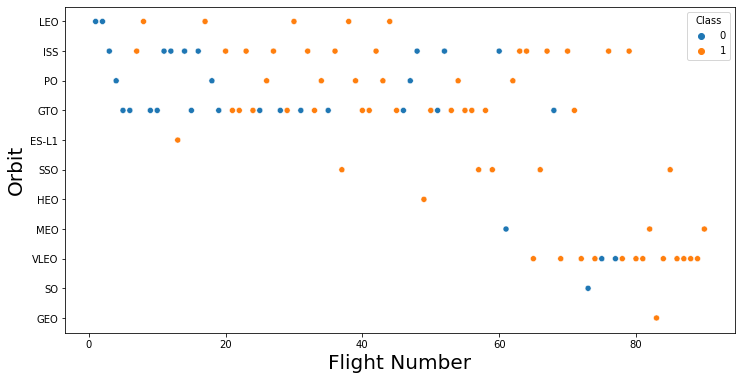 LEO
ISS
PO
GTO
ES-L1
SSO
HEO
MEO
VLEO
SO
GEO
Orbit
0 20 40 60 80
Flight Number
Class
0
1